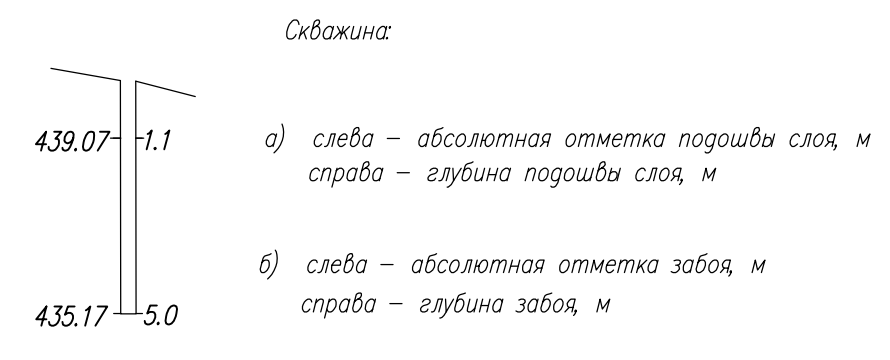 Скважина:
439.07 1.1 а) слева – абсолютная отметка подошвы слоя, м
справа – глубина подошвы слоя, м
б) слева – абсолютная отметка забоя, м
435.17 5.0 справа – глубина забоя, м